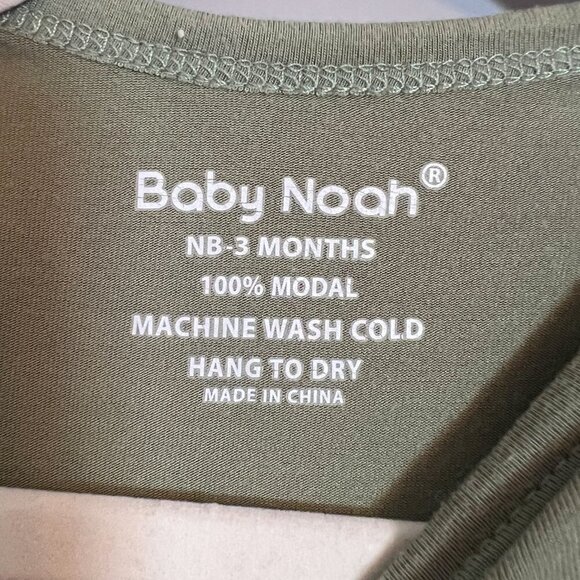 Baby Noah®
NB-3 MONTHS
100% MODAL
MACHINE WASH COLD
HANG TO DRY
MADE IN CHINA